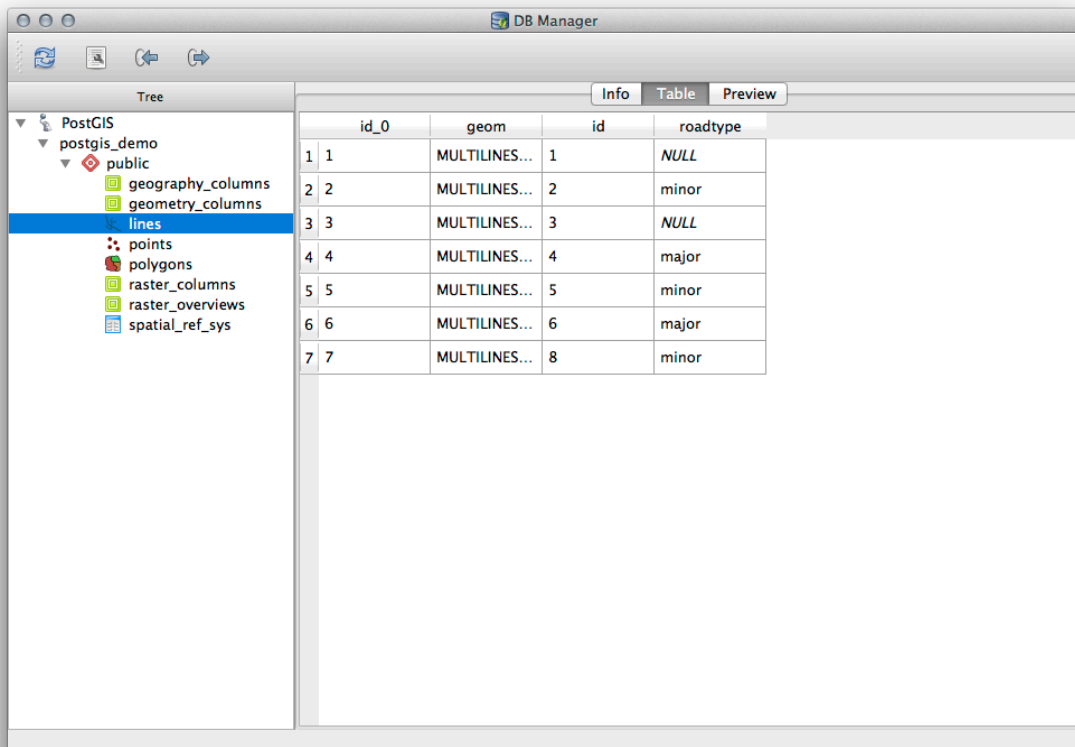 DB Manager
Tree
Info Table Preview
PostGIS
postgis_demo
public
geography_columns
geometry_columns
lines
points
polygons
raster_columns
raster_overviews
spatial_ref_sys
id_0 geom id roadtype
1 1 MULTILINES... 1 NULL
2 2 MULTILINES... 2 minor
3 3 MULTILINES... 3 NULL
4 4 MULTILINES... 4 major
5 5 MULTILINES... 5 minor
6 6 MULTILINES... 6 major
7 7 MULTILINES... 8 minor